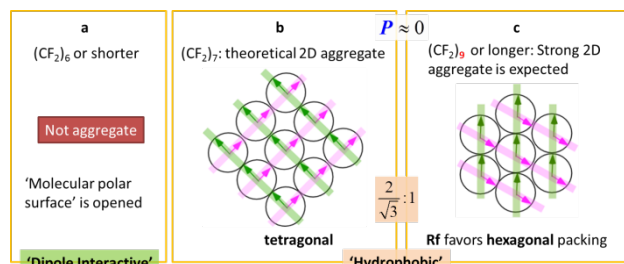 a
(CF₂)₆ or shorter
Not aggregate
'Molecular polar
surface' is opened
'Dipole Interactive'
b
(CF₂)₇: theoretical 2D aggregate
tetragonal
P ≈ 0
2/√3 :1
'Hydrophobic'
c
(CF₂)₉ or longer: Strong 2D
aggregate is expected
Rf favors hexagonal packing